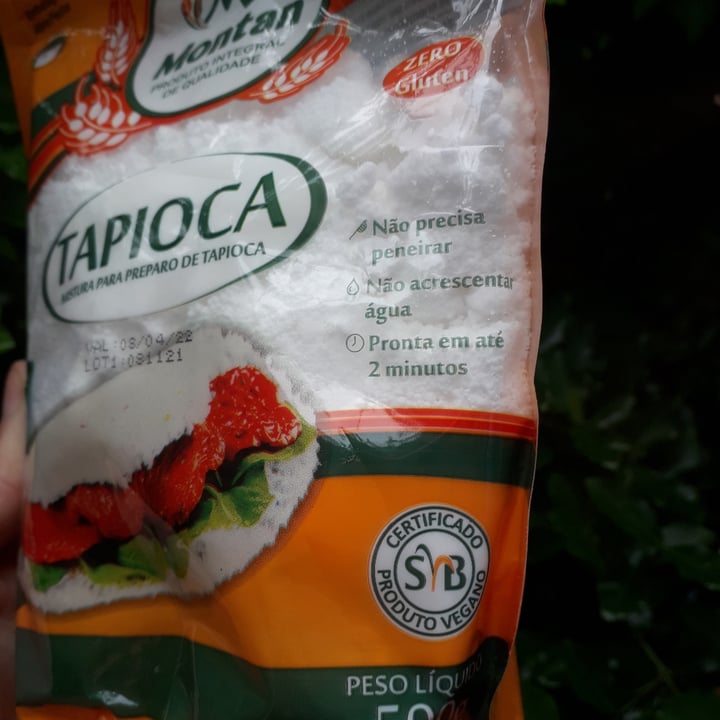 Montan
PRODUTO INTEGRAL
DE QUALIDADE
ZERO
Glúten
TAPIOCA
MISTURA PARA PREPARO DE TAPIOCA
Não precisa
peneirar
Não acrescentar
água
Pronta em até
2 minutos
VAL:08/04/22
LOT1:081121
CERTIFICADO
SVB
PRODUTO VEGANO
PESO LÍQUIDO